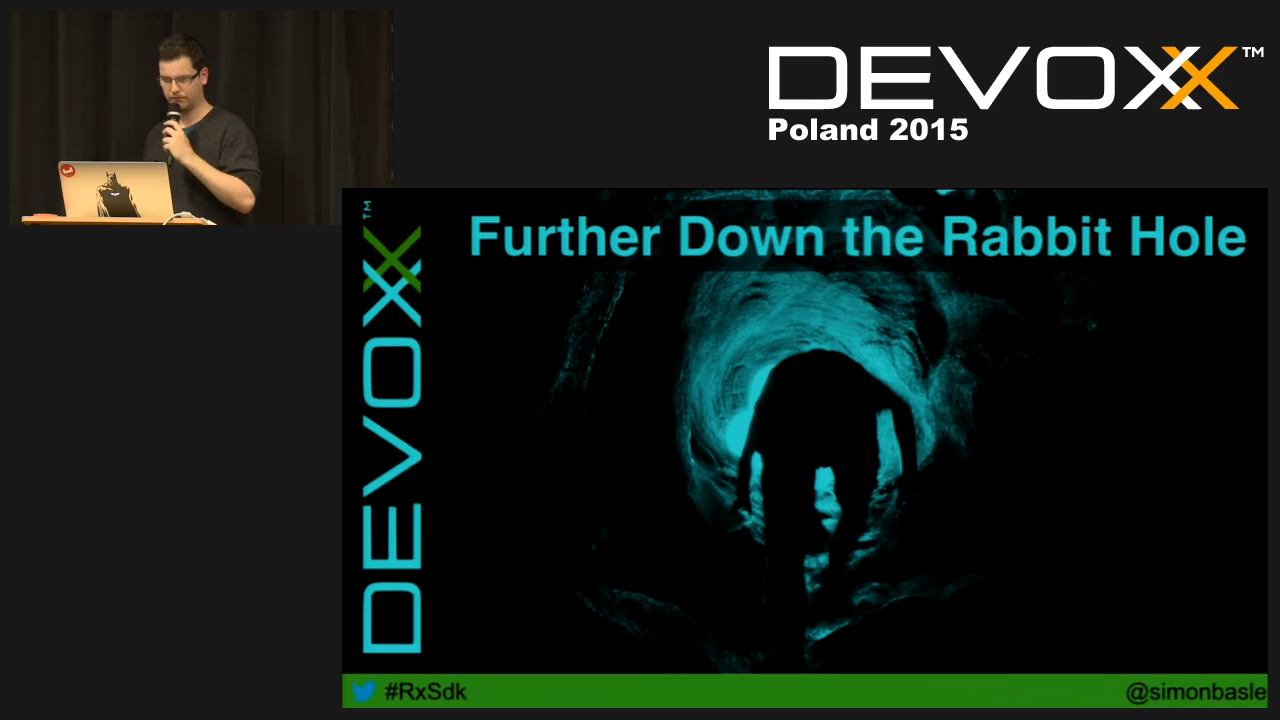 DEVOXX™
Poland 2015
Further Down the Rabbit Hole
DEVOXX™
#RxSdk
@simonbasle